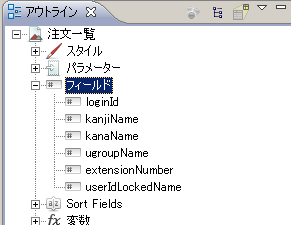 アウトライン
注文一覧
スタイル
パラメーター
フィールド
loginId
kanjiName
kanaName
ugroupName
extensionNumber
userIdLockedName
Sort Fields
fx 変数